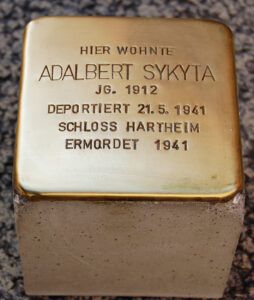 HIER WOHNTE
ADALBERT SYKYTA
JG. 1912
DEPORTIERT 21.5.1941
SCHLOSS HARTHEIM
ERMORDET 1941